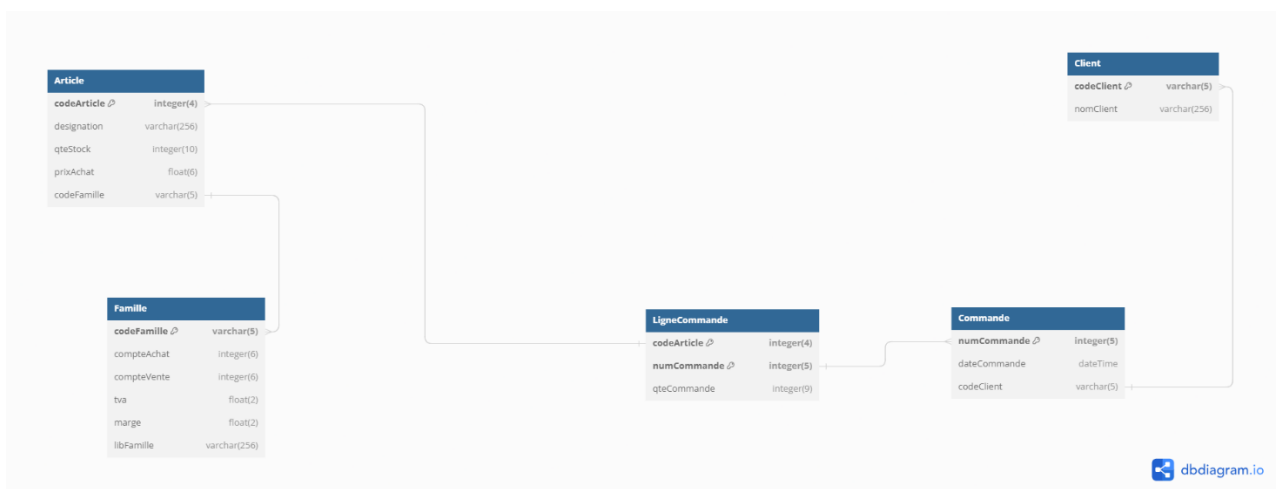 Article
codeArticle integer(4)
designation varchar(256)
qteStock integer(10)
prixAchat float(6)
codeFamille varchar(5)
Famille
codeFamille varchar(5)
compteAchat integer(6)
compteVente integer(6)
tva float(2)
marge float(2)
libFamille varchar(256)
LigneCommande
codeArticle integer(4)
numCommande integer(5)
qteCommande integer(9)
Commande
numCommande integer(5)
dateCommande dateTime
codeClient varchar(5)
Client
codeClient varchar(5)
nomClient varchar(256)
dbdiagram.io